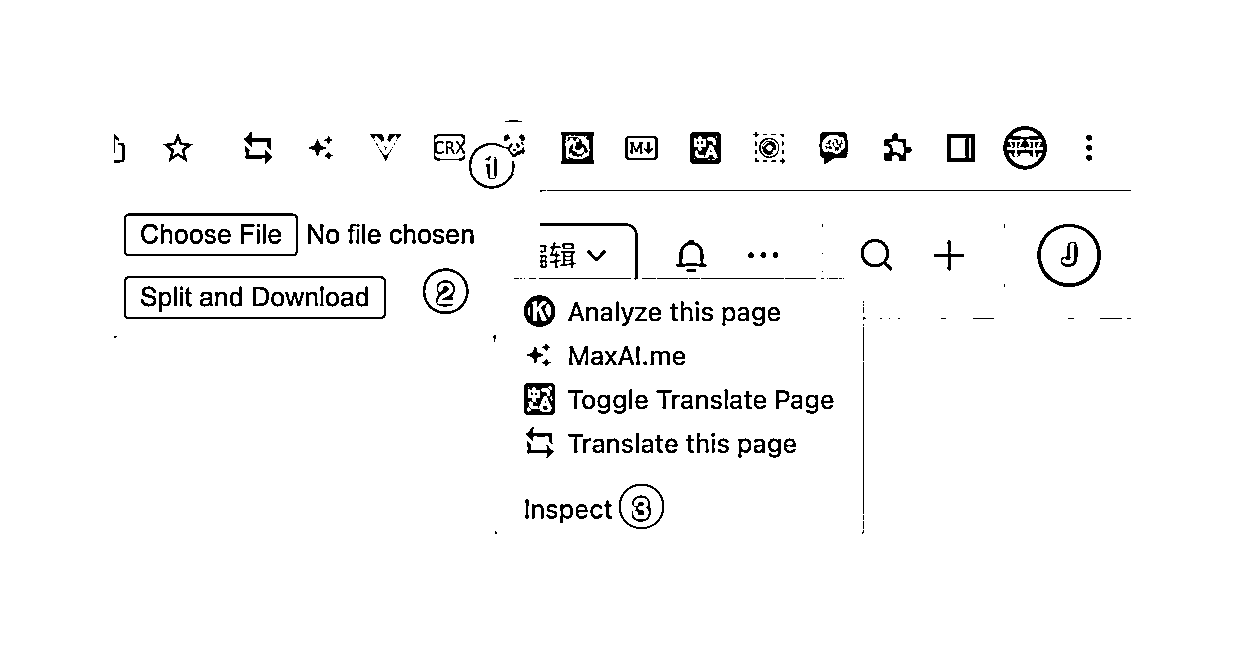 CRX
M↓
1
Choose File No file chosen
辑
J
Split and Download 2
Analyze this page
MaxAI.me
Toggle Translate Page
Translate this page
Inspect 3